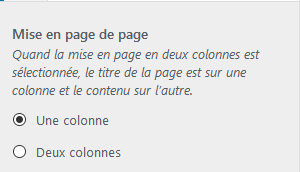 Mise en page de page
Quand la mise en page en deux colonnes est
sélectionnée, le titre de la page est sur une
colonne et le contenu sur l'autre.
Une colonne
Deux colonnes